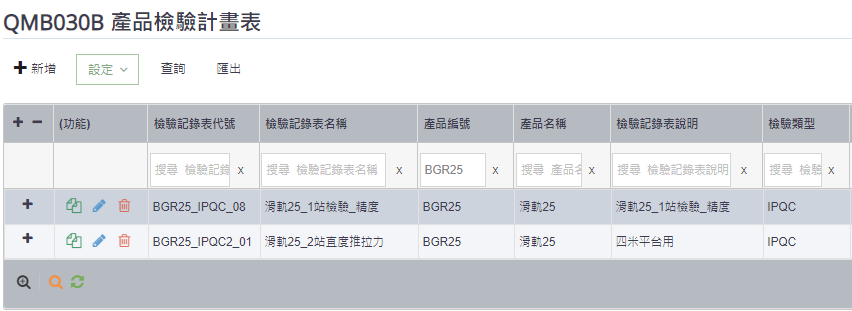 QMB030B 產品檢驗計畫表
新增 設定 查詢 匯出
(功能) 檢驗記錄表代號 檢驗記錄表名稱 產品編號 產品名稱 檢驗記錄表說明 檢驗類型
搜尋 檢驗記錄 x 搜尋 檢驗記錄表名稱 x BGR25 x 搜尋 產品名 x 搜尋 檢驗記錄表說明 x 搜尋 檢驗 x
BGR25_IPQC_08 滑軌25_1站檢驗_精度 BGR25 滑軌25 滑軌25_1站檢驗_精度 IPQC
BGR25_IPQC2_01 滑軌25_2站直度推拉力 BGR25 滑軌25 四米平台用 IPQC